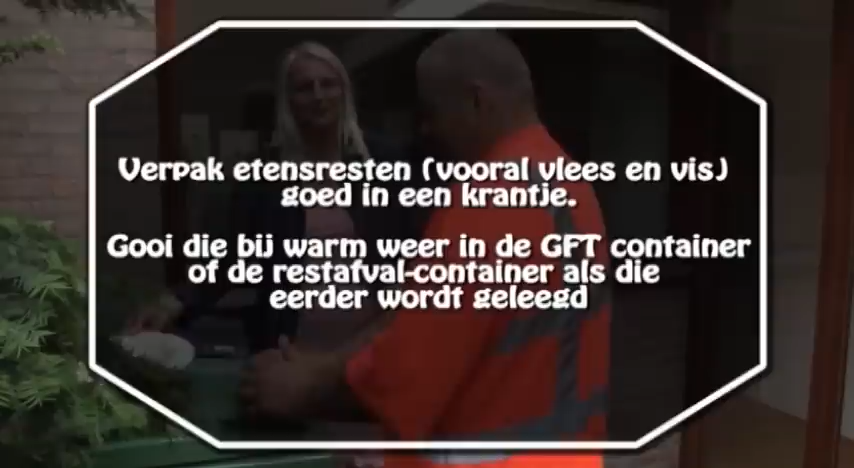 Verpak etensresten (vooral vlees en vis)
goed in een krantje.
Gooi die bij warm weer in de GFT container
of de restafval-container als die
eerder wordt geleegd